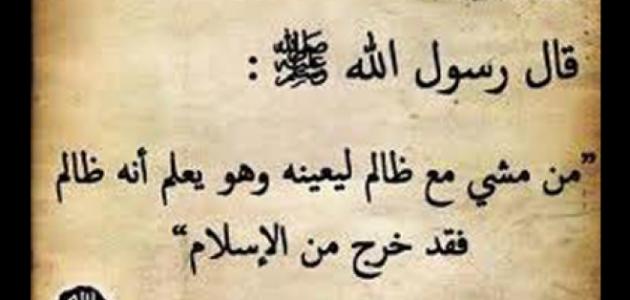 قال رسول الله ﷺ :
”من مشي مع ظالم ليعينه وهو يعلم أنه ظالم
فقد خرج من الإسلام“